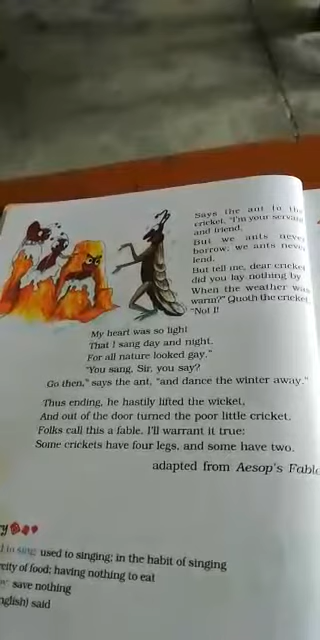 Says the ant to the
cricket, "I'm your servant
and friend,
But we ants never
borrow; we ants never
lend.
But tell me, dear cricket
did you lay nothing by
When the weather was
warm?" Quoth the cricket,
"Not I!
My heart was so light
That I sang day and night,
For all nature looked gay."
"You sang, Sir, you say?
Go then," says the ant, "and dance the winter away."
Thus ending, he hastily lifted the wicket,
And out of the door turned the poor little cricket.
Folks call this a fable. I'll warrant it true:
Some crickets have four legs, and some have two.
adapted from Aesop's Fable
ry
to sing used to singing; in the habit of singing
city of food; having nothing to eat
save nothing
nglish) said